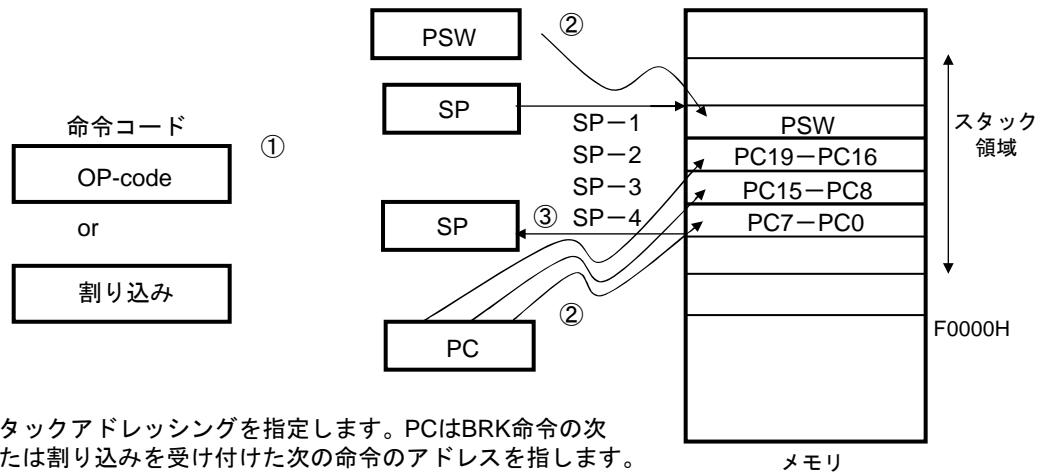 PSW
②
SP
SP－1
SP－2
SP－3
SP－4
命令コード
①
OP-code
or
割り込み
PSW
PC19－PC16
PC15－PC8
PC7－PC0
スタック
領域
SP
③
②
PC
F0000H
タックアドレッシングを指定します。PCはBRK命令の次
たは割り込みを受け付けた次の命令のアドレスを指します。
メモリ